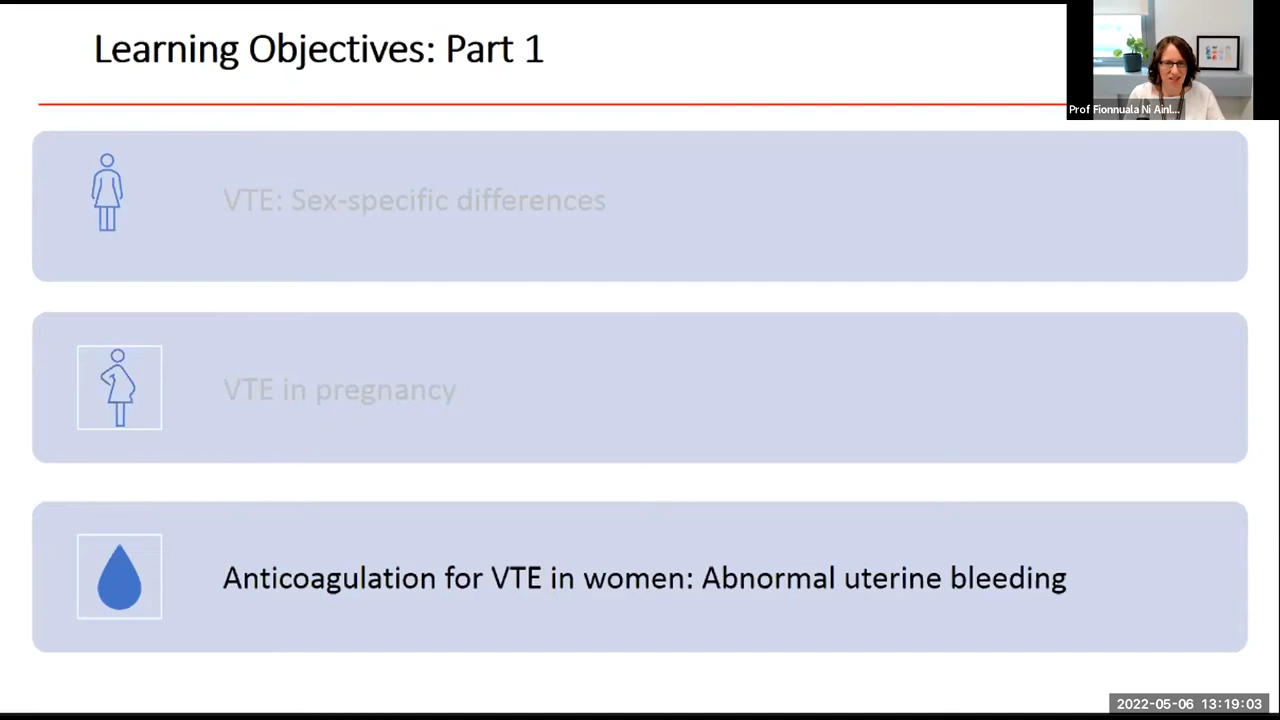 Learning Objectives: Part 1
Prof Fionnuala Ni Ainl...
VTE: Sex-specific differences
VTE in pregnancy
Anticoagulation for VTE in women: Abnormal uterine bleeding
2022-05-06 13:19:03